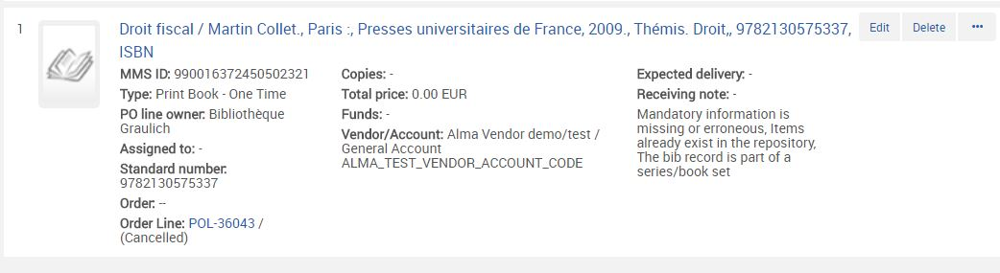 1
Droit fiscal / Martin Collet., Paris :, Presses universitaires de France, 2009., Thémis. Droit,, 9782130575337,
ISBN
Edit
Delete
•••
MMS ID: 990016372450502321
Type: Print Book - One Time
PO line owner: Bibliothèque
Graulich
Assigned to: -
Standard number:
9782130575337
Order: --
Order Line: POL-36043 /
(Cancelled)
Copies: -
Total price: 0.00 EUR
Funds: -
Vendor/Account: Alma Vendor demo/test /
General Account
ALMA_TEST_VENDOR_ACCOUNT_CODE
Expected delivery: -
Receiving note: -
Mandatory information is
missing or erroneous, Items
already exist in the repository,
The bib record is part of a
series/book set